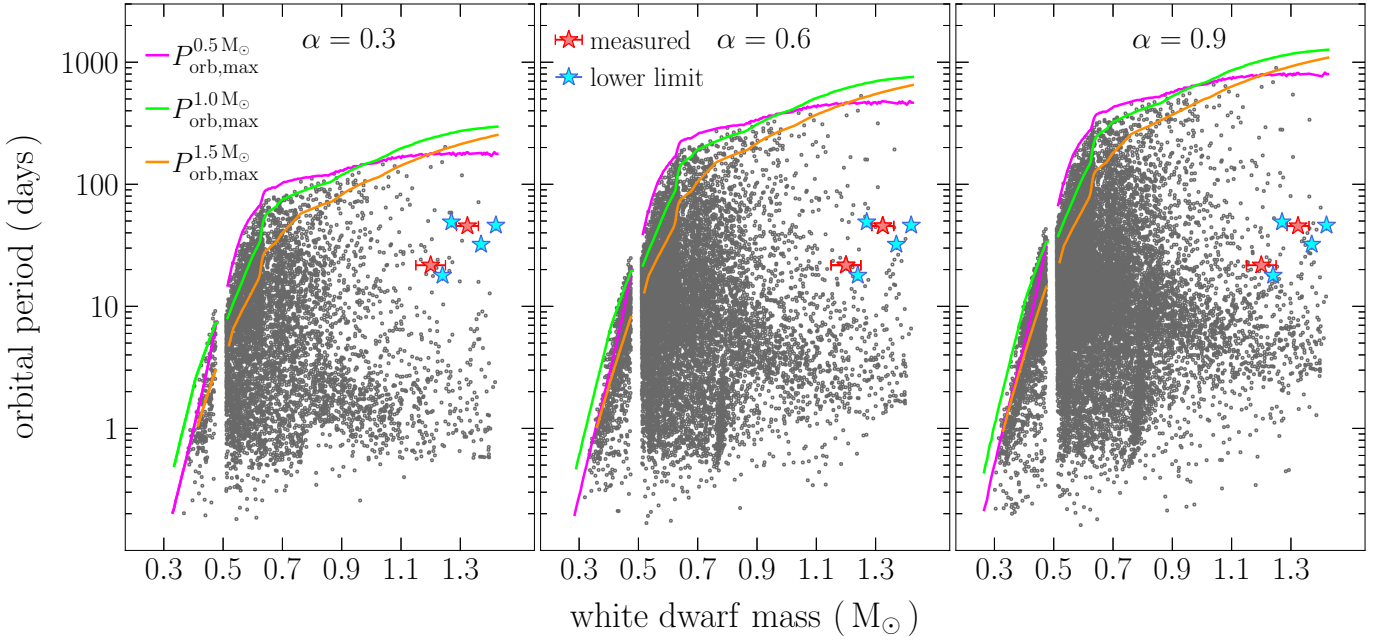 α = 0.3
α = 0.6
α = 0.9
P^{0.5 M_⊙}_{orb,max}
P^{1.0 M_⊙}_{orb,max}
P^{1.5 M_⊙}_{orb,max}
measured
lower limit
orbital period ( days )
1000
100
10
1
0.3 0.5 0.7 0.9 1.1 1.3
0.3 0.5 0.7 0.9 1.1 1.3
0.3 0.5 0.7 0.9 1.1 1.3
white dwarf mass ( M_⊙ )